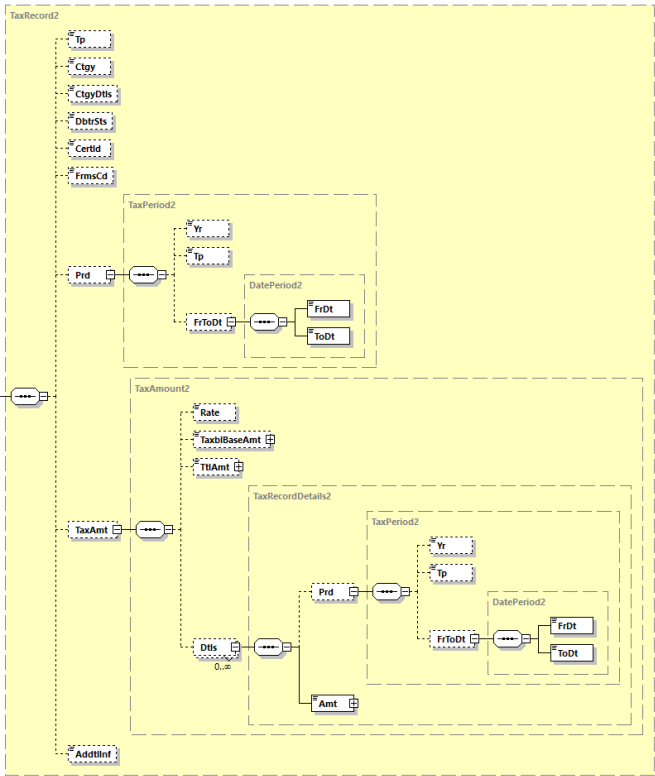 TaxRecord2
Tp
Ctgy
CtgyDtls
DbtrSts
CertId
FrmsCd
TaxPeriod2
Yr
Tp
Prd
DatePeriod2
FrDt
FrToDt
ToDt
TaxAmount2
Rate
TaxblBaseAmt
TtlAmt
TaxRecordDetails2
TaxPeriod2
TaxAmt
Yr
Tp
Prd
DatePeriod2
FrDt
FrToDt
Dtls
ToDt
0..∞
Amt
AddtlInf